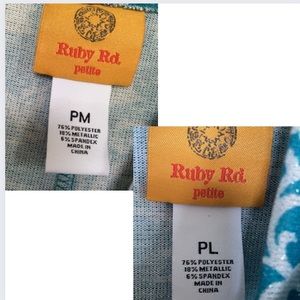 Ruby Rd.
petite
PM
76% POLYESTER
18% METALLIC
6% SPANDEX
MADE IN
CHINA
Ruby Rd.
petite
PL
76% POLYESTER
18% METALLIC
6% SPANDEX
MADE IN
CHINA